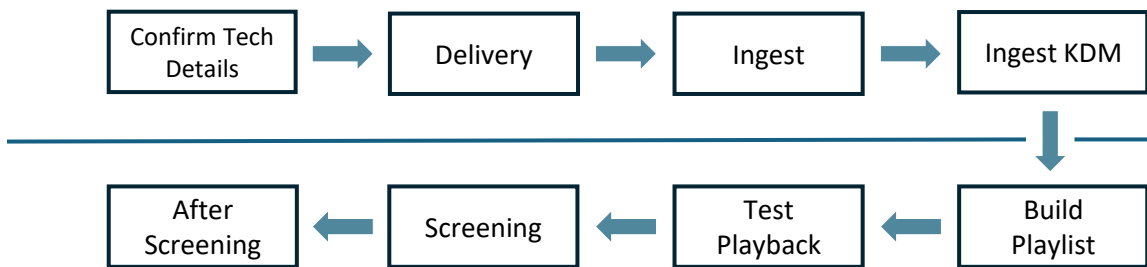 Confirm Tech
Details
Delivery
Ingest
Ingest KDM
After
Screening
Screening
Test
Playback
Build
Playlist